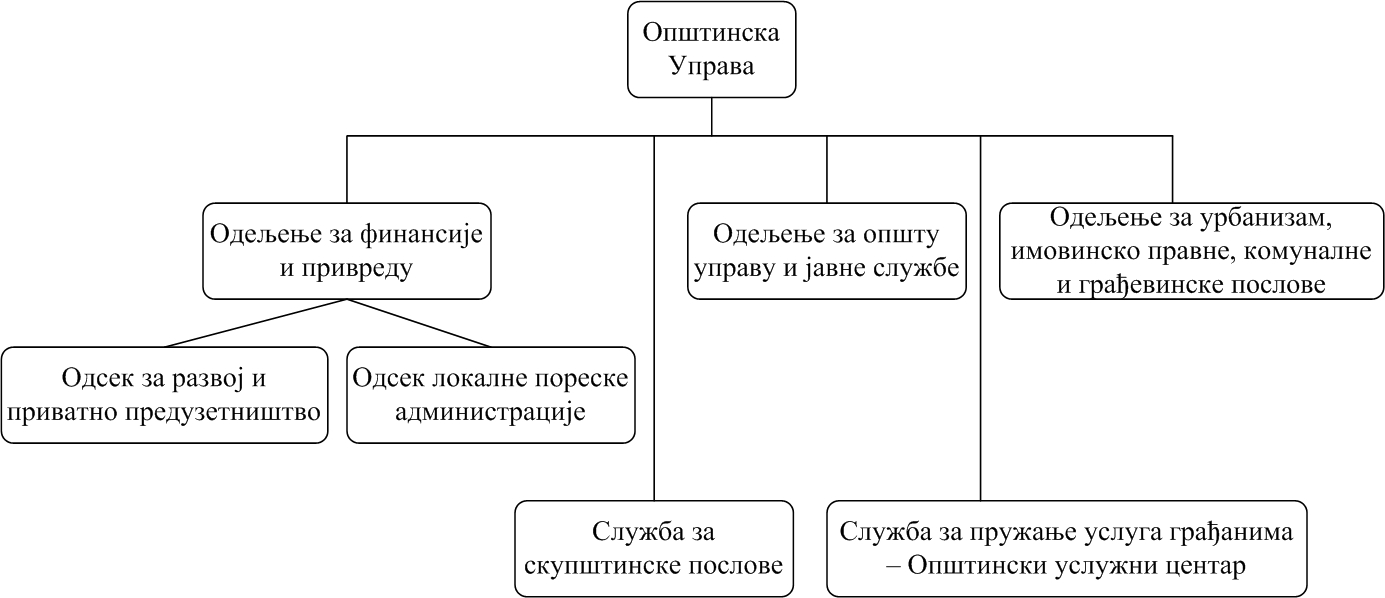 Општинска
Управа
Одељење за финансије
и привреду
Одељење за општу
управу и јавне службе
Одељење за урбанизам,
имовинско правне, комуналне
и грађевинске послове
Одсек за развој и
приватно предузетништво
Одсек локалне пореске
администрације
Служба за
скупштинске послове
Служба за пружање услуга грађанима
– Општински услужни центар